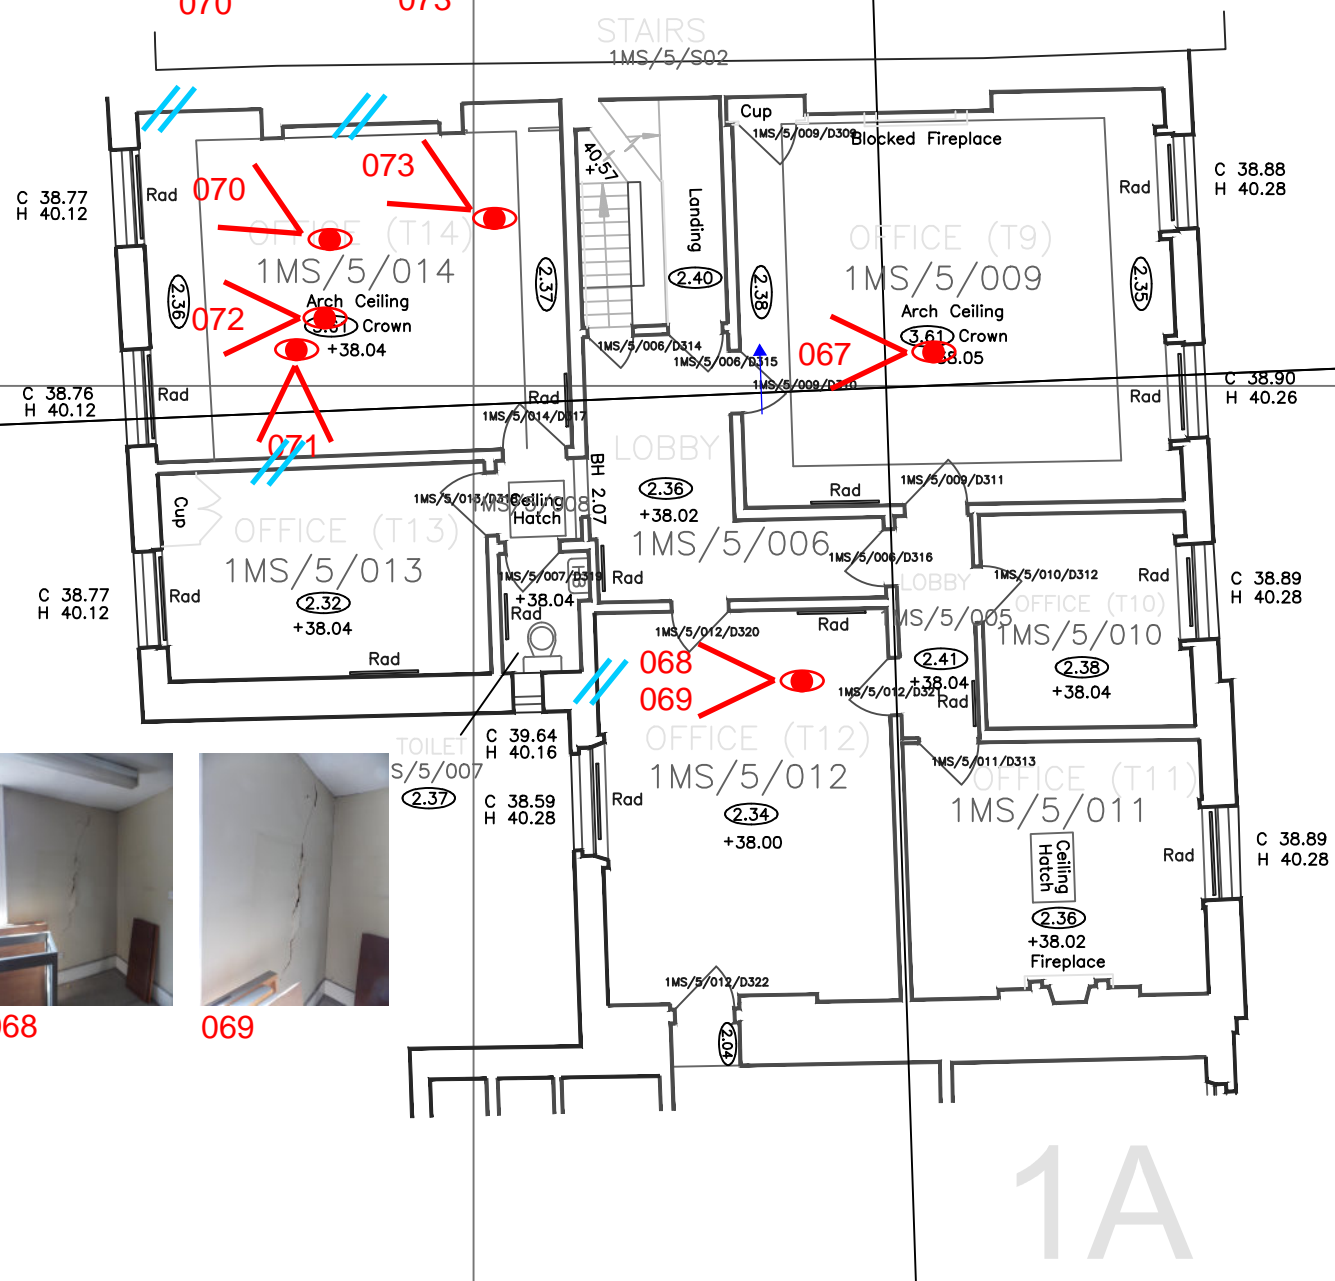 070
073
STAIRS
1MS/5/S02
Cup
1MS/5/009/D309
Blocked Fireplace
40.57
+
C 38.77
H 40.12
Rad
070
073
OFFICE (T14)
1MS/5/014
2.36
2.37
Arch Ceiling
Crown
+38.04
072
071
Landing
2.40
2.38
OFFICE (T9)
1MS/5/009
2.35
Arch Ceiling
3.61
Crown
067
Rad
C 38.88
H 40.28
1MS/5/006/D314
1MS/5/006/D315
C 38.76
H 40.12
Rad
Rad
1MS/5/014/D317
Rad
C 38.90
H 40.26
LOBBY
BH 2.07
2.36
+38.02
1MS/5/006
Rad
1MS/5/009/D311
Cup
OFFICE (T13)
1MS/5/013
2.32
+38.04
Ceiling
Hatch
1MS/5/006/D316
C 38.77
H 40.12
Rad
Rad
1MS/5/007/D319
+38.04
Rad
Rad
LOBBY
1MS/5/005
2.41
+38.04
Rad
1MS/5/010/D312
Rad
OFFICE (T10)
1MS/5/010
2.38
+38.04
C 38.89
H 40.28
1MS/5/012/D320
Rad
068
069
1MS/5/012/D321
OFFICE (T12)
1MS/5/012
2.34
+38.00
C 39.64
H 40.16
TOILET
S/5/007
2.37
C 38.59
H 40.28
Rad
1MS/5/011/D313
OFFICE (T11)
1MS/5/011
Ceiling
Hatch
Rad
2.36
+38.02
Fireplace
C 38.89
H 40.28
1MS/5/012/D322
2.04
68
069
1A